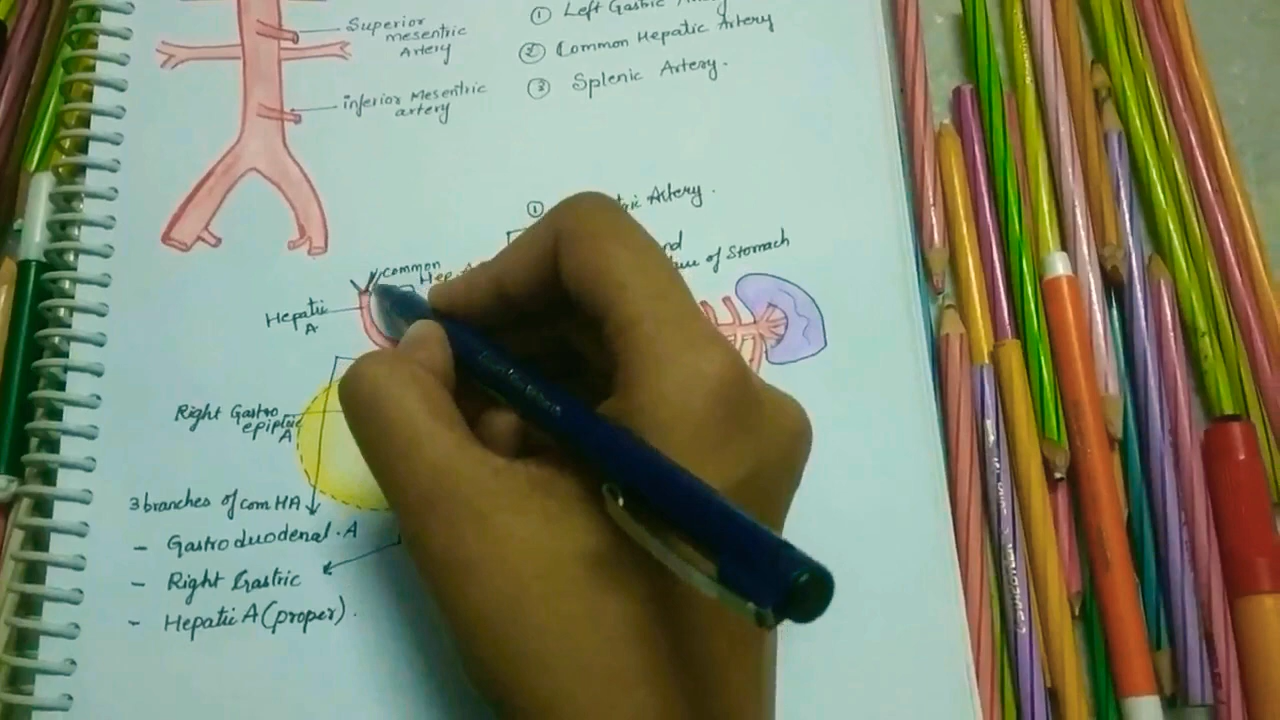 Superior
mesentric
Artery
inferior Mesentric
artery
① Left Gastric
② Common Hepatic Artery
③ Splenic Artery.
① Artery.
of Stomach
common
Hepatic
A
Right Gastro
epiploic
A
3 branches of com HA
- Gastroduodenal. A
- Right Gastric
- Hepatic A (proper).